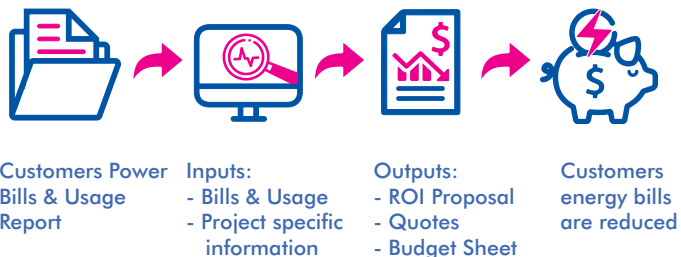 $
$
Customers Power
Bills & Usage
Report
Inputs:
- Bills & Usage
- Project specific
information
Outputs:
- ROI Proposal
- Quotes
- Budget Sheet
Customers
energy bills
are reduced